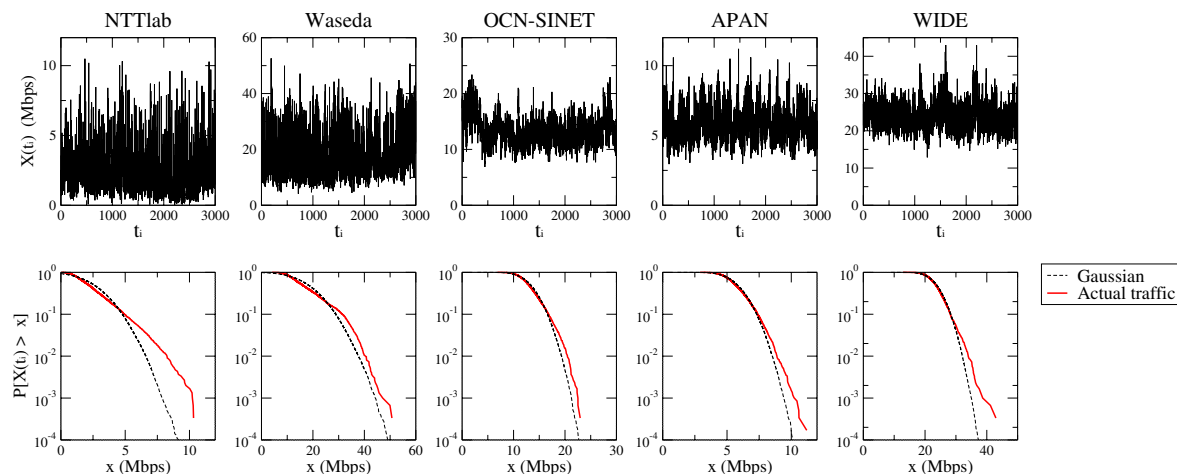 NTTlab Waseda OCN-SINET APAN WIDE
X(tᵢ) (Mbps)
10 60 30 10 40
5 40 20 5 30
0 20 10 0 20
0 0 10
0
0 1000 2000 3000 0 1000 2000 3000 0 1000 2000 3000 0 1000 2000 3000 0 1000 2000 3000
tᵢ tᵢ tᵢ tᵢ tᵢ
P[X(tᵢ) > x]
10⁰ 10⁰ 10⁰ 10⁰ 10⁰
10⁻¹ 10⁻¹ 10⁻¹ 10⁻¹ 10⁻¹
10⁻² 10⁻² 10⁻² 10⁻² 10⁻²
10⁻³ 10⁻³ 10⁻³ 10⁻³ 10⁻³
10⁻⁴ 10⁻⁴ 10⁻⁴ 10⁻⁴ 10⁻⁴
0 5 10 0 20 40 60 0 10 20 30 0 5 10 0 20 40
x (Mbps) x (Mbps) x (Mbps) x (Mbps) x (Mbps)
Gaussian
Actual traffic